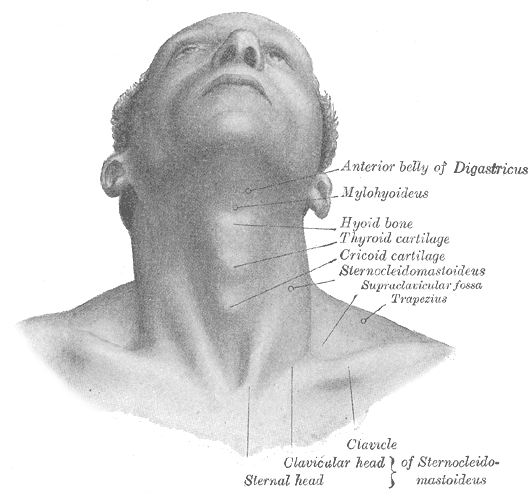 Anterior belly of Digastricus
Mylohyoideus
Hyoid bone
Thyroid cartilage
Cricoid cartilage
Sternocleidomastoideus
Supraclavicular fossa
Trapezius
Clavicle
Clavicular head } of Sternocleido-
Sternal head mastoideus